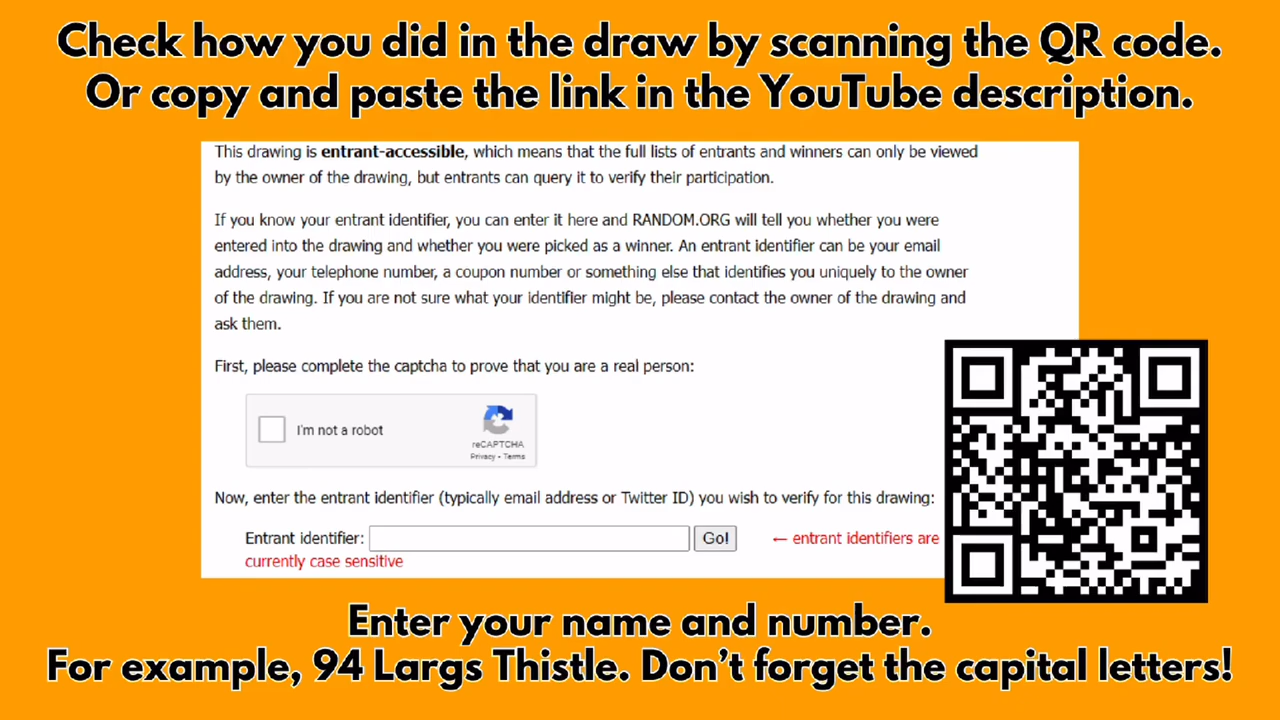 Check how you did in the draw by scanning the QR code.
Or copy and paste the link in the YouTube description.
This drawing is entrant-accessible, which means that the full lists of entrants and winners can only be viewed
by the owner of the drawing, but entrants can query it to verify their participation.
If you know your entrant identifier, you can enter it here and RANDOM.ORG will tell you whether you were
entered into the drawing and whether you were picked as a winner. An entrant identifier can be your email
address, your telephone number, a coupon number or something else that identifies you uniquely to the owner
of the drawing. If you are not sure what your identifier might be, please contact the owner of the drawing and
ask them.
First, please complete the captcha to prove that you are a real person:
I'm not a robot
reCAPTCHA
Privacy - Terms
Now, enter the entrant identifier (typically email address or Twitter ID) you wish to verify for this drawing:
Entrant identifier: Go! ← entrant identifiers are
currently case sensitive
Enter your name and number.
For example, 94 Largs Thistle. Don't forget the capital letters!